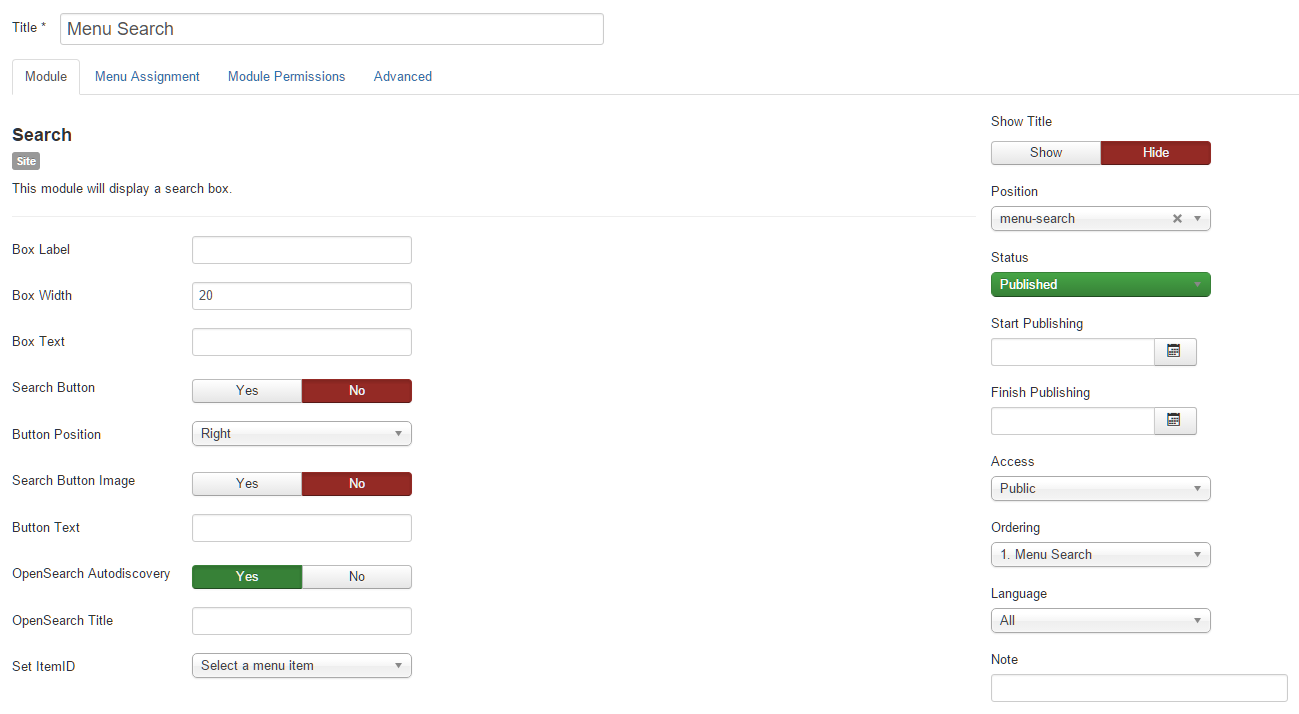 Title *
Menu Search
Module Menu Assignment Module Permissions Advanced
Search
Site
This module will display a search box.
Box Label
Box Width 20
Box Text
Search Button Yes No
Button Position Right
Search Button Image Yes No
Button Text
OpenSearch Autodiscovery Yes No
OpenSearch Title
Set ItemID Select a menu item
Show Title
Show Hide
Position
menu-search
Status
Published
Start Publishing
Finish Publishing
Access
Public
Ordering
1. Menu Search
Language
All
Note